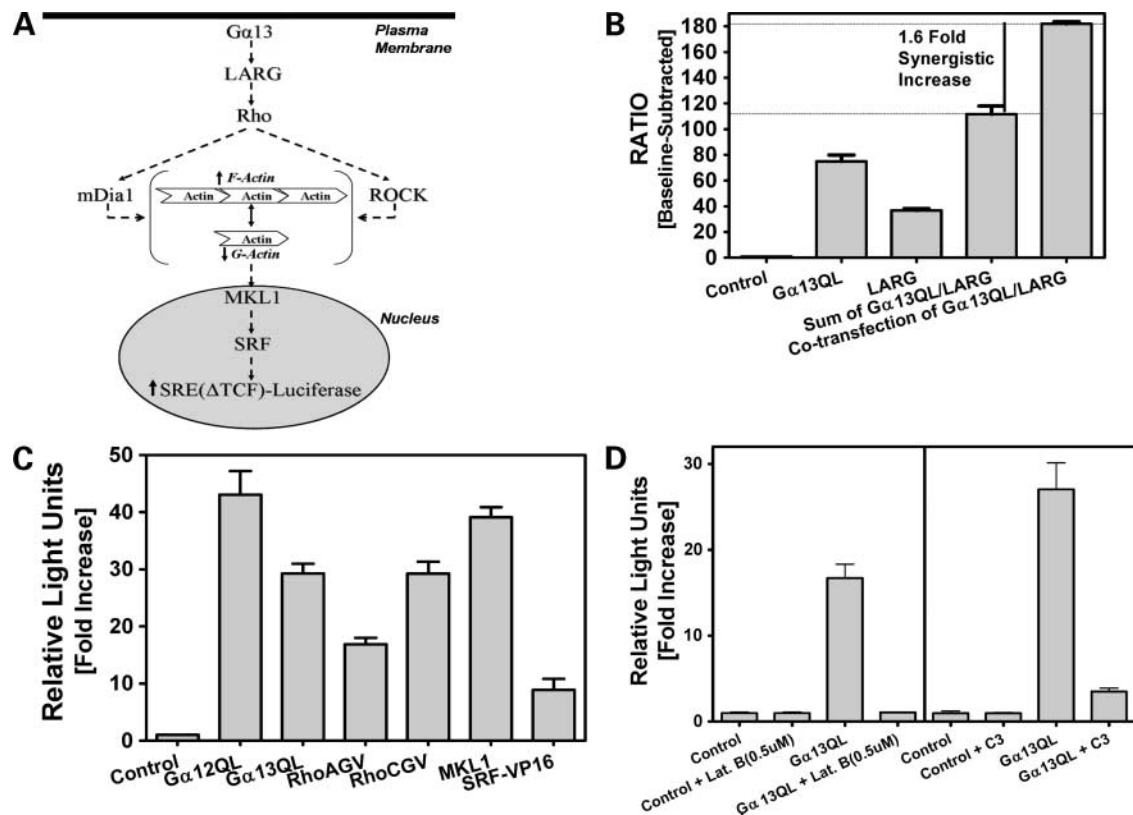 A
Plasma
Membrane
Gα13
LARG
Rho
mDia1
ROCK
F-Actin
Actin Actin Actin
Actin
G-Actin
MKL1
Nucleus
SRF
SRE(ΔTCF)-Luciferase
B
RATIO
[Baseline-Subtracted]
180
160
140
120
100
80
60
40
20
0
1.6 Fold
Synergistic
Increase
Control
Gα13QL
LARG
Sum of Gα13QL/LARG
Co-transfection of Gα13QL/LARG
C
Relative Light Units
[Fold Increase]
50
40
30
20
10
0
Control
Gα12QL
Gα13QL
RhoAGV
RhoCGV
MKL1
SRF-VP16
D
Relative Light Units
[Fold Increase]
30
20
10
0
Control
Control + Lat. B(0.5uM)
Gα13QL
Gα 13QL + Lat. B(0.5uM)
Control
Control + C3
Gα13QL
Gα13QL + C3